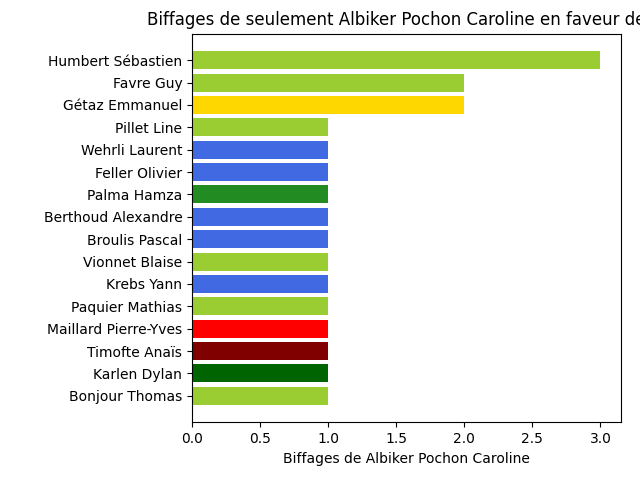 Biffages de seulement Albiker Pochon Caroline en faveur de
Humbert Sébastien
Favre Guy
Gétaz Emmanuel
Pillet Line
Wehrli Laurent
Feller Olivier
Palma Hamza
Berthoud Alexandre
Broulis Pascal
Vionnet Blaise
Krebs Yann
Paquier Mathias
Maillard Pierre-Yves
Timofte Anaïs
Karlen Dylan
Bonjour Thomas
0.0 0.5 1.0 1.5 2.0 2.5 3.0
Biffages de Albiker Pochon Caroline